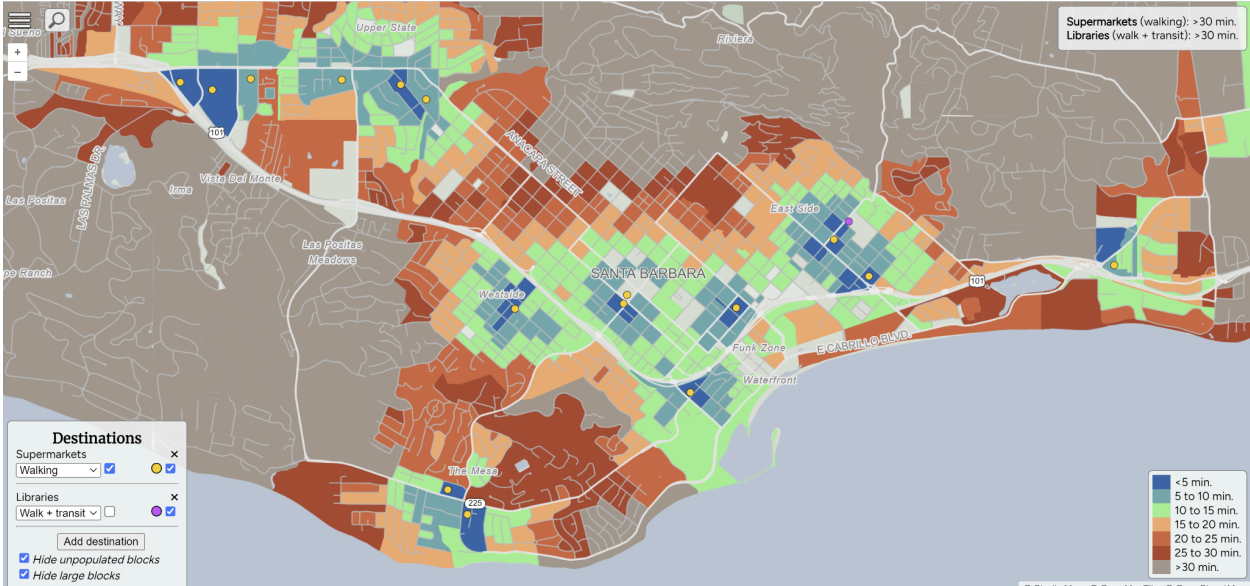 Supermarkets (walking): >30 min.
Libraries (walk + transit): >30 min.
+
−
WAY
Sueno
Upper State
Riviera
101
ANACAPA STREET
LAS PALMAS DR.
Irma
Vista Del Monte
Las Positas
East Side
Las Positas
Meadows
pe Ranch
SANTA BARBARA
101
Westside
Funk Zone
E CABRILLO BLVD.
Waterfront
The Mesa
225
Destinations
Supermarkets ×
Walking
Libraries ×
Walk + transit
Add destination
Hide unpopulated blocks
Hide large blocks
<5 min.
5 to 10 min.
10 to 15 min.
15 to 20 min.
20 to 25 min.
25 to 30 min.
>30 min.